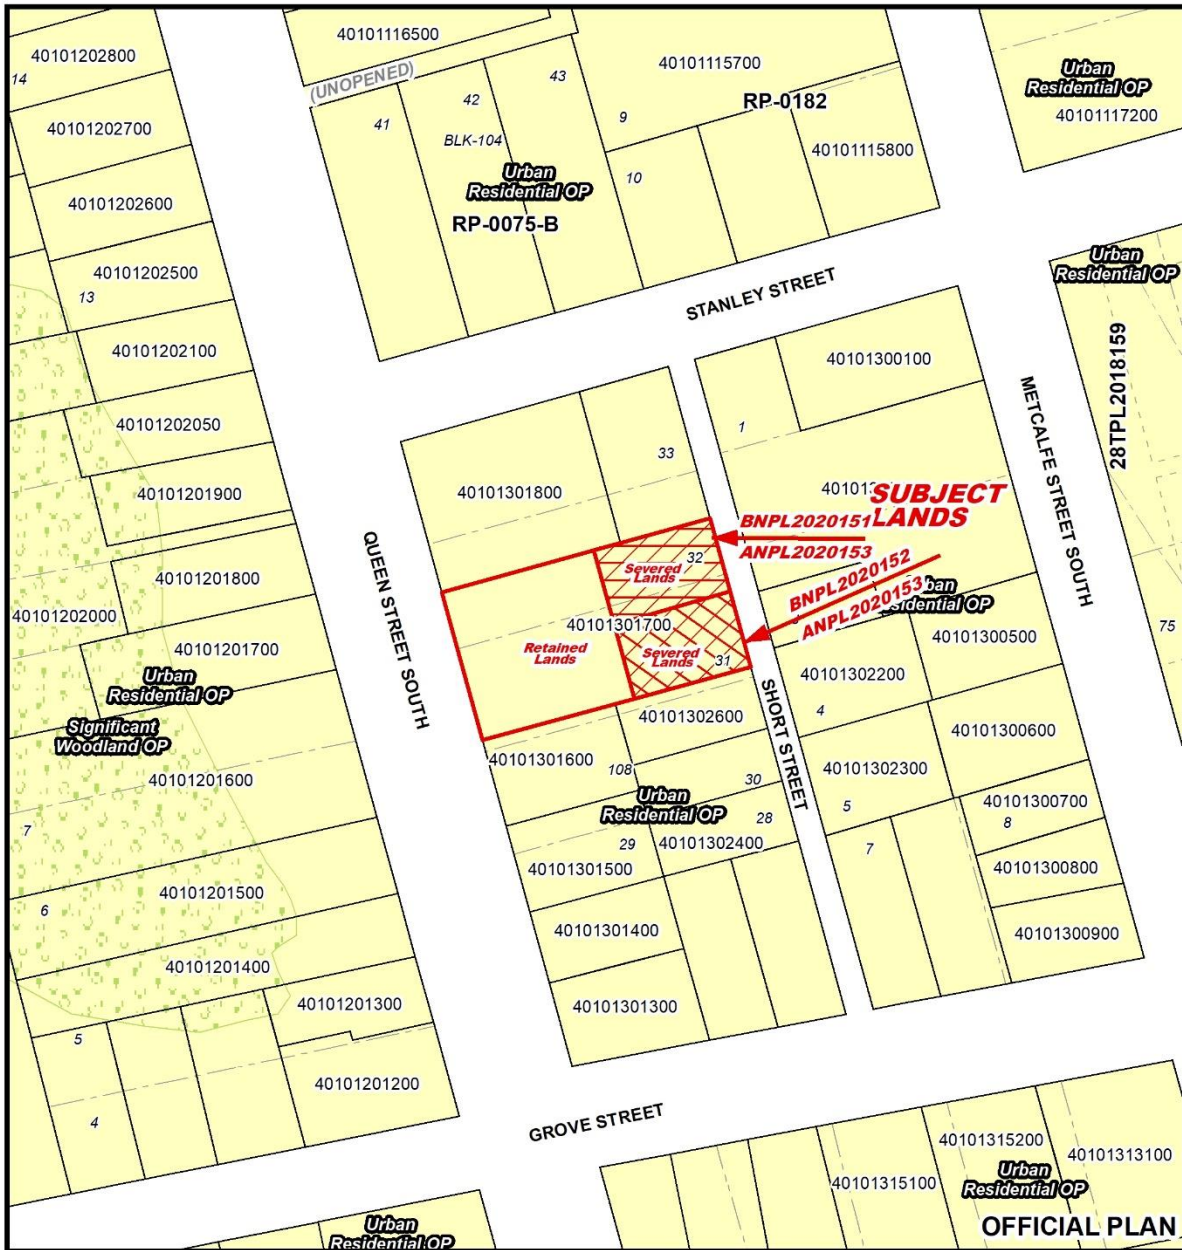 40101202800
40101116500
14
(UNOPENED)
43
40101115700
Urban
Residential OP
RP-0182
42
9
40101117200
40101202700
41
BLK-104
40101115800
Urban
Residential OP
10
40101202600
RP-0075-B
Urban
Residential OP
40101202500
STANLEY STREET
13
40101202100
40101300100
28TPL2018159
40101202050
METCALFE STREET SOUTH
1
33
40101201900
40101301800
SUBJECT
LANDS
BNPL2020151
ANPL2020153
QUEEN STREET SOUTH
32
Severed
Lands
BNPL2020152
ANPL2020153
40101201800
40101202000
40101301700
40101300500
75
40101201700
Retained
Lands
Severed
Lands
31
Urban
Residential OP
40101302200
SHORT STREET
4
40101302600
Significant
Woodland OP
40101300600
40101301600
40101302300
108
40101201600
30
Urban
Residential OP
40101300700
5
28
8
7
29
40101302400
7
40101301500
40101300800
40101201500
6
40101301400
40101300900
40101201400
40101201300
40101301300
5
40101201200
GROVE STREET
4
40101315200
40101313100
40101315100
Urban
Residential OP
Urban
Residential OP
OFFICIAL PLAN